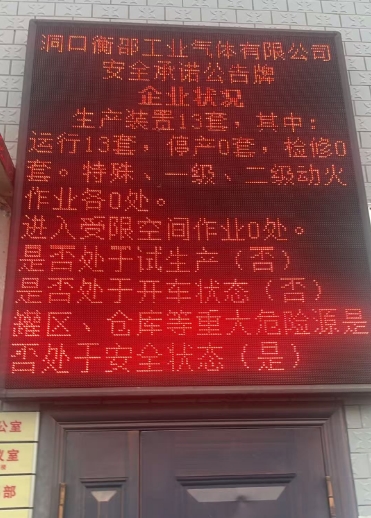 洞口衡邵工业气体有限公司
安全承诺公告牌
企业状况
生产装置13套，其中：
运行13套，停产0套，检修0
套。特殊、一级、二级动火
作业各0处。
进入受限空间作业0处。
是否处于试生产（否）
是否处于开车状态（否）
罐区、仓库等重大危险源是
否处于安全状态（是）
公室
议室
部